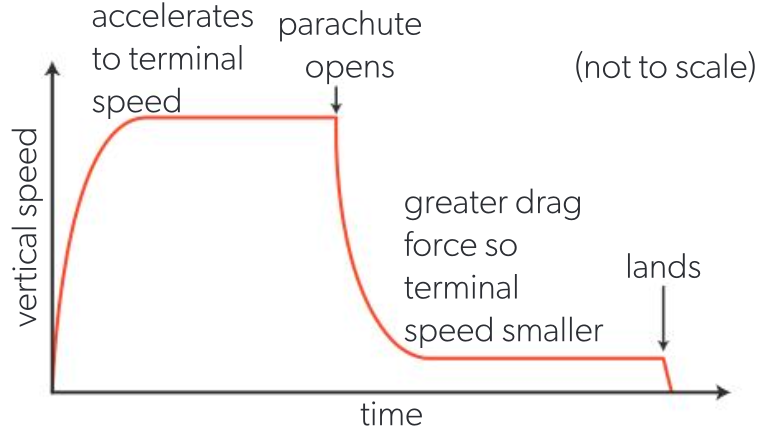 accelerates
to terminal
speed
parachute
opens
(not to scale)
vertical speed
greater drag
force so
terminal
speed smaller
lands
time